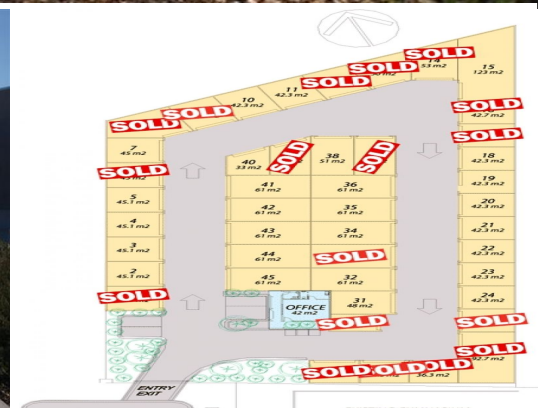 SOLD
SOLD
SOLD
14
53 m2
15
123 m2
11
42.3 m2
10
42.3 m2
SOLD
SOLD
42.7 m2
SOLD
7
45 m2
SOLD
SOLD
SOLD
38
51 m2
40
33 m2
18
42.3 m2
SOLD
41
61 m2
36
61 m2
19
42.3 m2
5
45.1 m2
42
61 m2
35
61 m2
20
42.3 m2
4
45.1 m2
43
61 m2
34
61 m2
21
42.3 m2
3
45.1 m2
44
61 m2
SOLD
22
42.3 m2
2
45.1 m2
45
61 m2
32
61 m2
23
42.3 m2
SOLD
OFFICE
42 m2
31
48 m2
24
42.3 m2
SOLD
SOLD
SOLD
92.7 m2
SOLD
OLD
OLD
36.3 m2
ENTRY
EXIT